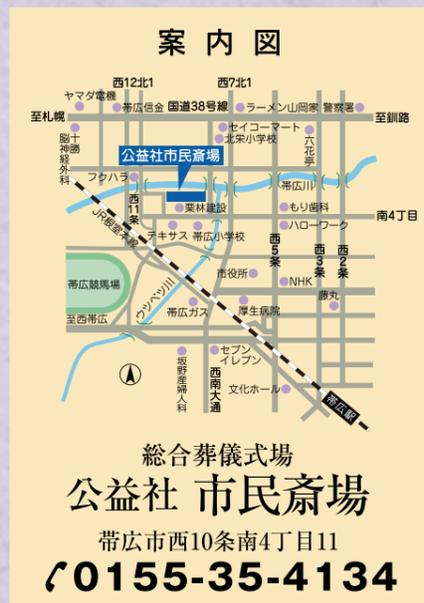 案内図
西12北1
西7北1
ヤマダ電機
帯広信金
国道38号線
ラーメン山岡家
警察署
至札幌
至釧路
十勝脳神経外科
セイコーマート
北栄小学校
六花亭
公益社市民斎場
フクハラ
帯広川
西11条
栗林建設
もり歯科
南4丁目
JR根室本線
テキサス
帯広小学校
ハローワーク
西5条
西3条
西2条
市役所
NHK
帯広競馬場
ウツベツ川
藤丸
帯広ガス
厚生病院
至西帯広
坂野産婦人科
セブンイレブン
西南大通
文化ホール
帯広駅
総合葬儀式場
公益社 市民斎場
帯広市西10条南4丁目11
0155-35-4134